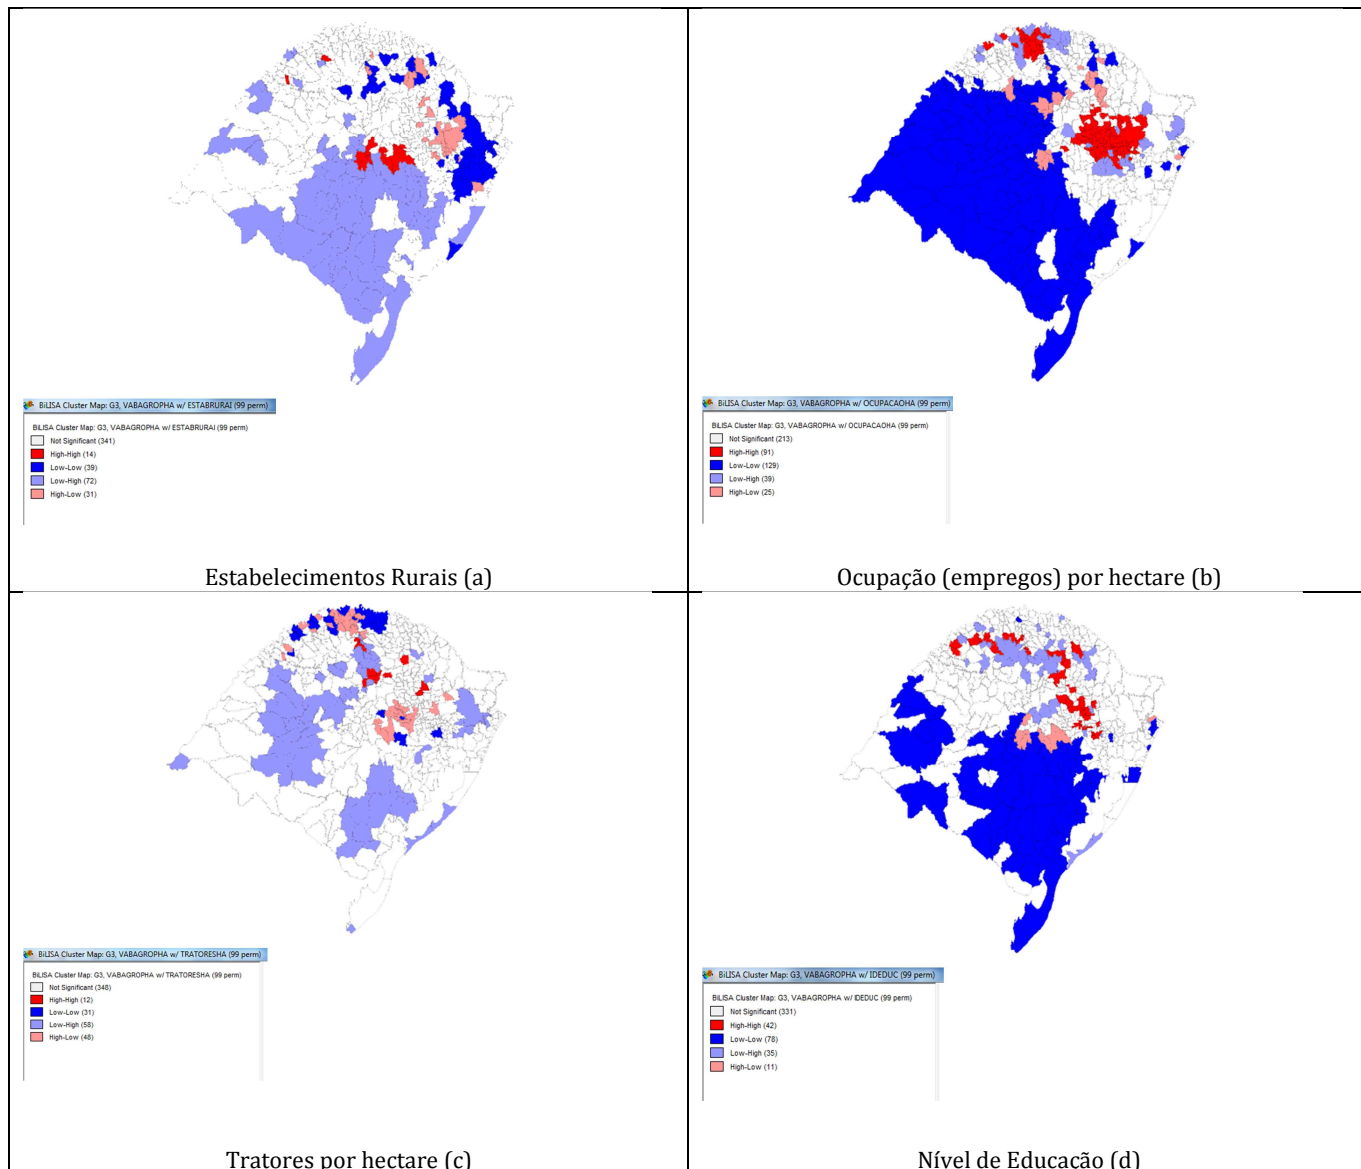 BiLISA Cluster Map: G3, VABAGROPHA w/ ESTABRURAI (99 perm)
BiLISA Cluster Map: G3, VABAGROPHA w/ ESTABRURAI (99 perm)
Not Significant (341)
High-High (14)
Low-Low (39)
Low-High (72)
High-Low (31)
Estabelecimentos Rurais (a)
BiLISA Cluster Map: G3, VABAGROPHA w/ OCUPACAOHA (99 perm)
BiLISA Cluster Map: G3, VABAGROPHA w/ OCUPACAOHA (99 perm)
Not Significant (213)
High-High (91)
Low-Low (129)
Low-High (39)
High-Low (25)
Ocupação (empregos) por hectare (b)
BiLISA Cluster Map: G3, VABAGROPHA w/ TRATORESHA (99 perm)
BiLISA Cluster Map: G3, VABAGROPHA w/ TRATORESHA (99 perm)
Not Significant (348)
High-High (12)
Low-Low (31)
Low-High (58)
High-Low (48)
Tratores por hectare (c)
BiLISA Cluster Map: G3, VABAGROPHA w/ IDEDUC (99 perm)
BiLISA Cluster Map: G3, VABAGROPHA w/ IDEDUC (99 perm)
Not Significant (331)
High-High (42)
Low-Low (78)
Low-High (35)
High-Low (11)
Nível de Educação (d)